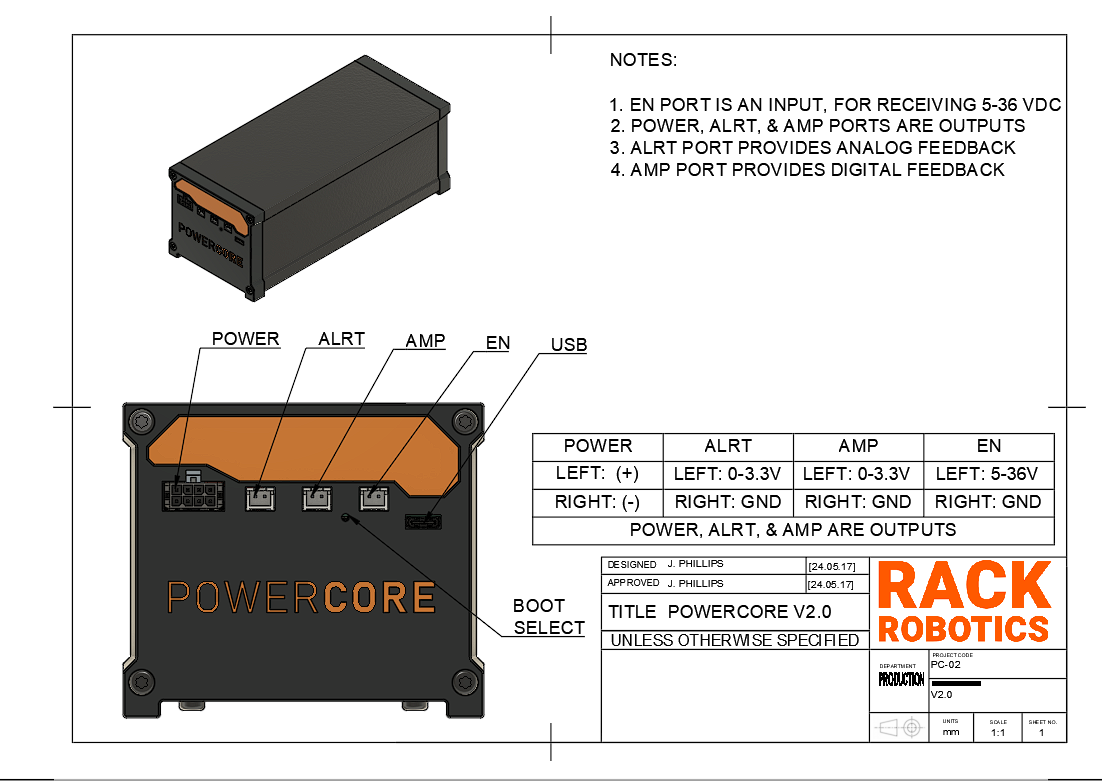 NOTES:
1. EN PORT IS AN INPUT, FOR RECEIVING 5-36 VDC
2. POWER, ALRT, & AMP PORTS ARE OUTPUTS
3. ALRT PORT PROVIDES ANALOG FEEDBACK
4. AMP PORT PROVIDES DIGITAL FEEDBACK
POWERCORE
POWER
ALRT
AMP
EN
USB
POWERCORE
BOOT
SELECT
POWER ALRT AMP EN
LEFT: (+) LEFT: 0-3.3V LEFT: 0-3.3V LEFT: 5-36V
RIGHT: (-) RIGHT: GND RIGHT: GND RIGHT: GND
POWER, ALRT, & AMP ARE OUTPUTS
DESIGNED J. PHILLIPS [24.05.17]
APPROVED J. PHILLIPS [24.05.17]
TITLE POWERCORE V2.0
UNLESS OTHERWISE SPECIFIED
RACK
ROBOTICS
DEPARTMENT
PRODUCTION
PROJECT CODE
PC-02
V2.0
UNITS
mm
SCALE
1:1
SHEET NO.
1